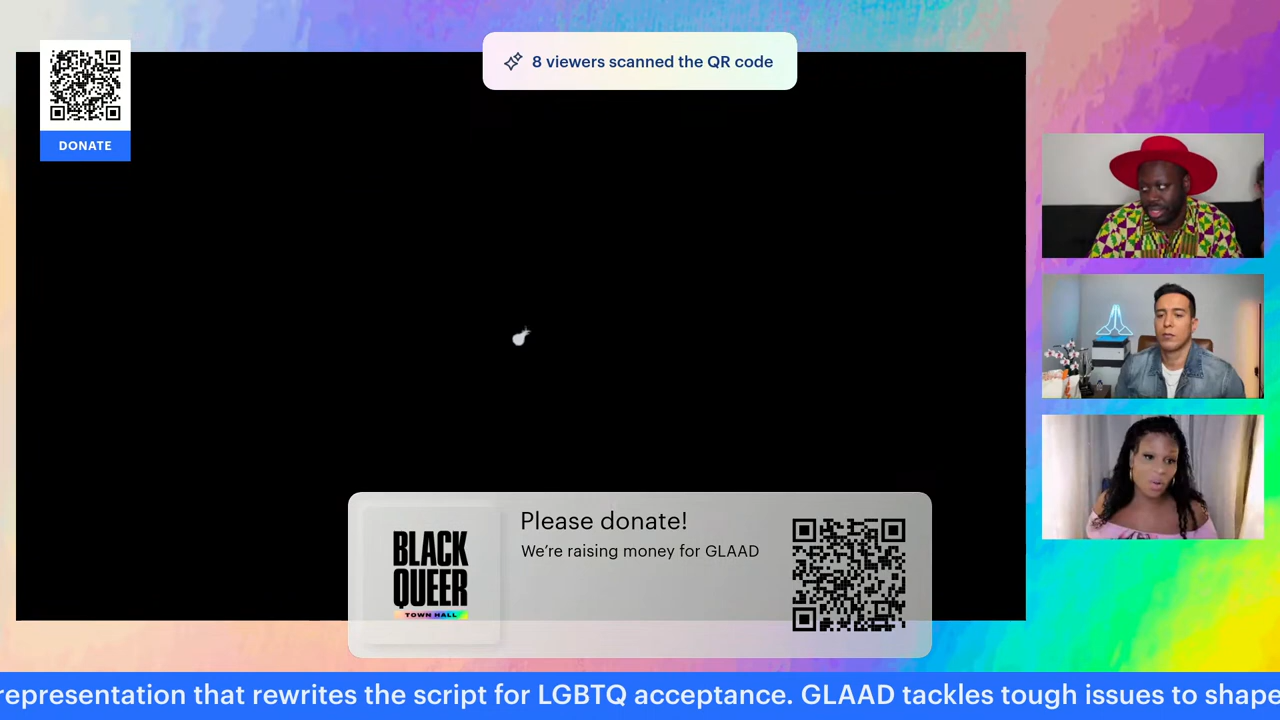 8 viewers scanned the QR code
DONATE
Please donate!
We’re raising money for GLAAD
BLACK
QUEER
TOWN HALL
representation that rewrites the script for LGBTQ acceptance. GLAAD tackles tough issues to shape